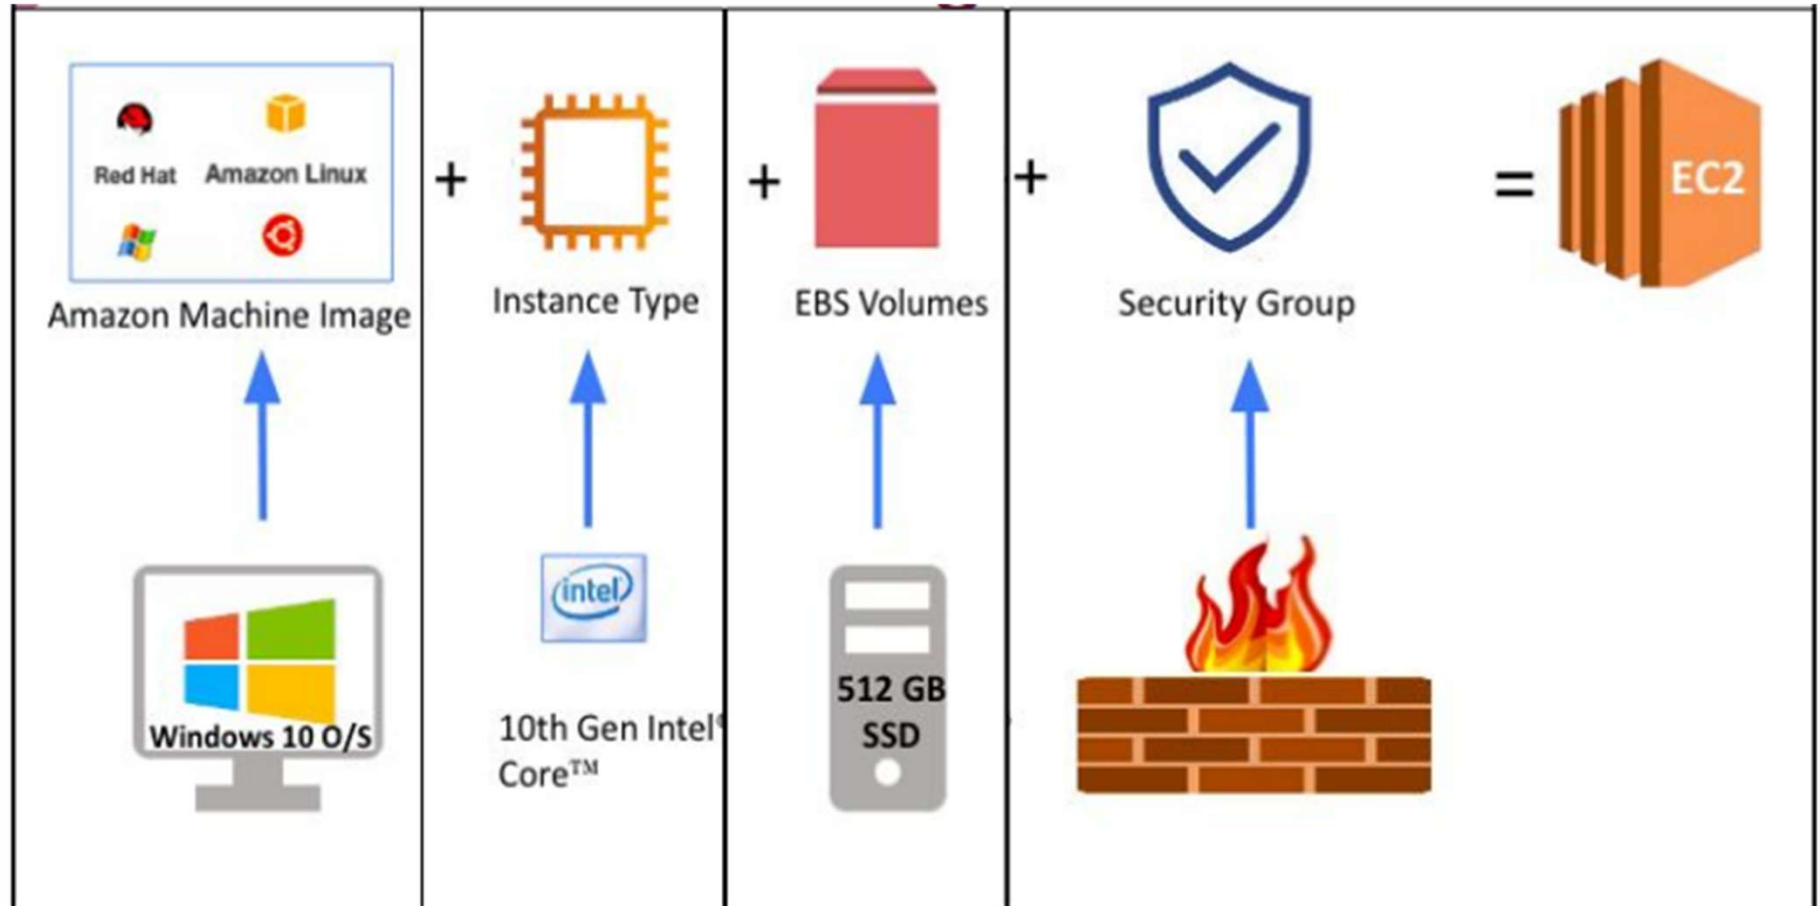 Red Hat
Amazon Linux
Amazon Machine Image
+
Instance Type
+
EBS Volumes
+
Security Group
=
EC2
Windows 10 O/S
intel
10th Gen Intel®
Core™
512 GB
SSD